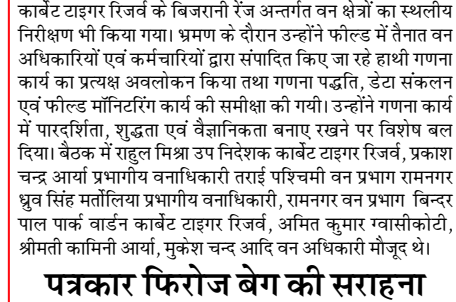 कार्बेट टाइगर रिजर्व के बिजरानी रेंज अन्तर्गत वन क्षेत्रों का स्थलीय
निरीक्षण भी किया गया। भ्रमण के दौरान उन्होंने फील्ड में तैनात वन
अधिकारियों एवं कर्मचारियों द्वारा संपादित किए जा रहे हाथी गणना
कार्य का प्रत्यक्ष अवलोकन किया तथा गणना पद्धति, डेटा संकलन
एवं फील्ड मॉनिटरिंग कार्य की समीक्षा की गयी। उन्होंने गणना कार्य
में पारदर्शिता, शुद्धता एवं वैज्ञानिकता बनाए रखने पर विशेष बल
दिया। बैठक में राहुल मिश्रा उप निदेशक कार्बेट टाइगर रिजर्व, प्रकाश
चन्द्र आर्या प्रभागीय वनाधिकारी तराई पश्चिमी वन प्रभाग रामनगर
ध्रुव सिंह मर्तोलिया प्रभागीय वनाधिकारी, रामनगर वन प्रभाग बिन्दर
पाल पार्क वार्डन कार्बेट टाइगर रिजर्व, अमित कुमार ग्वासीकोटी,
श्रीमती कामिनी आर्या, मुकेश चन्द आदि वन अधिकारी मौजूद थे।
पत्रकार फिरोज बेग की सराहना